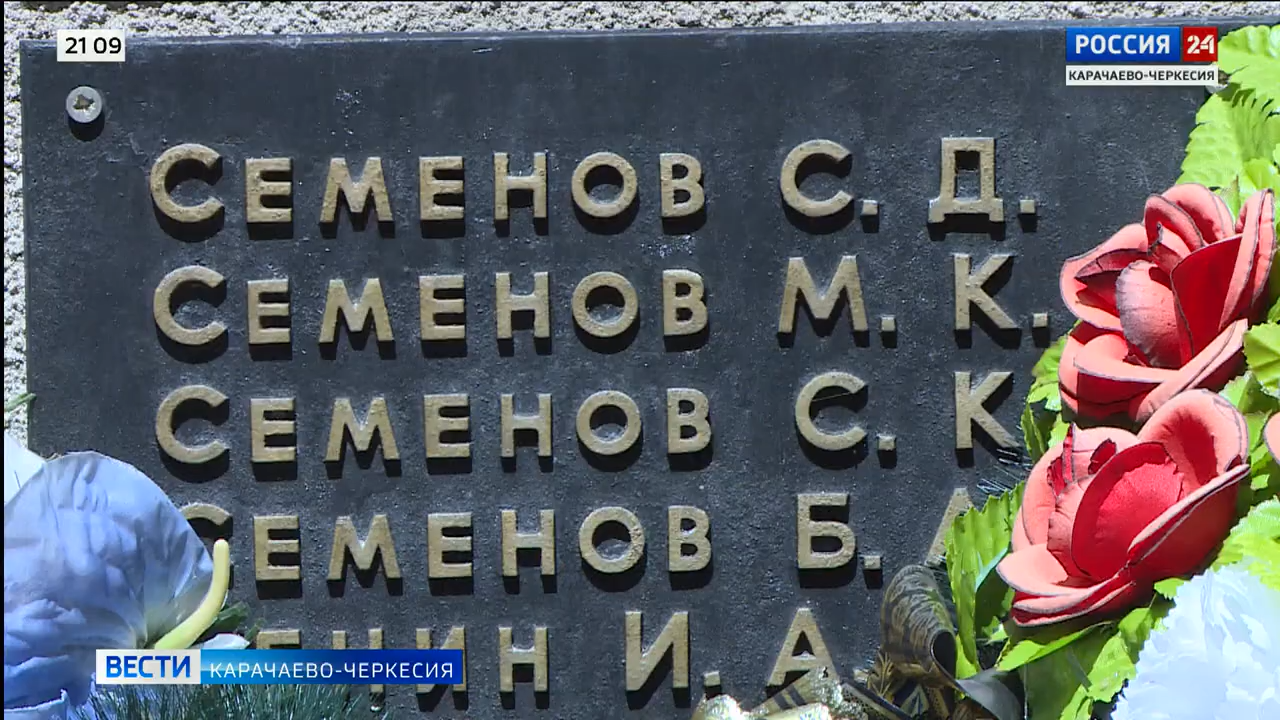 21 09
РОССИЯ 24
КАРАЧАЕВО-ЧЕРКЕСИЯ
СЕМЕНОВ С. Д.
СЕМЕНОВ М. К.
СЕМЕНОВ С. К
СЕМЕНОВ Б.
И. А
ВЕСТИ КАРАЧАЕВО-ЧЕРКЕСИЯ